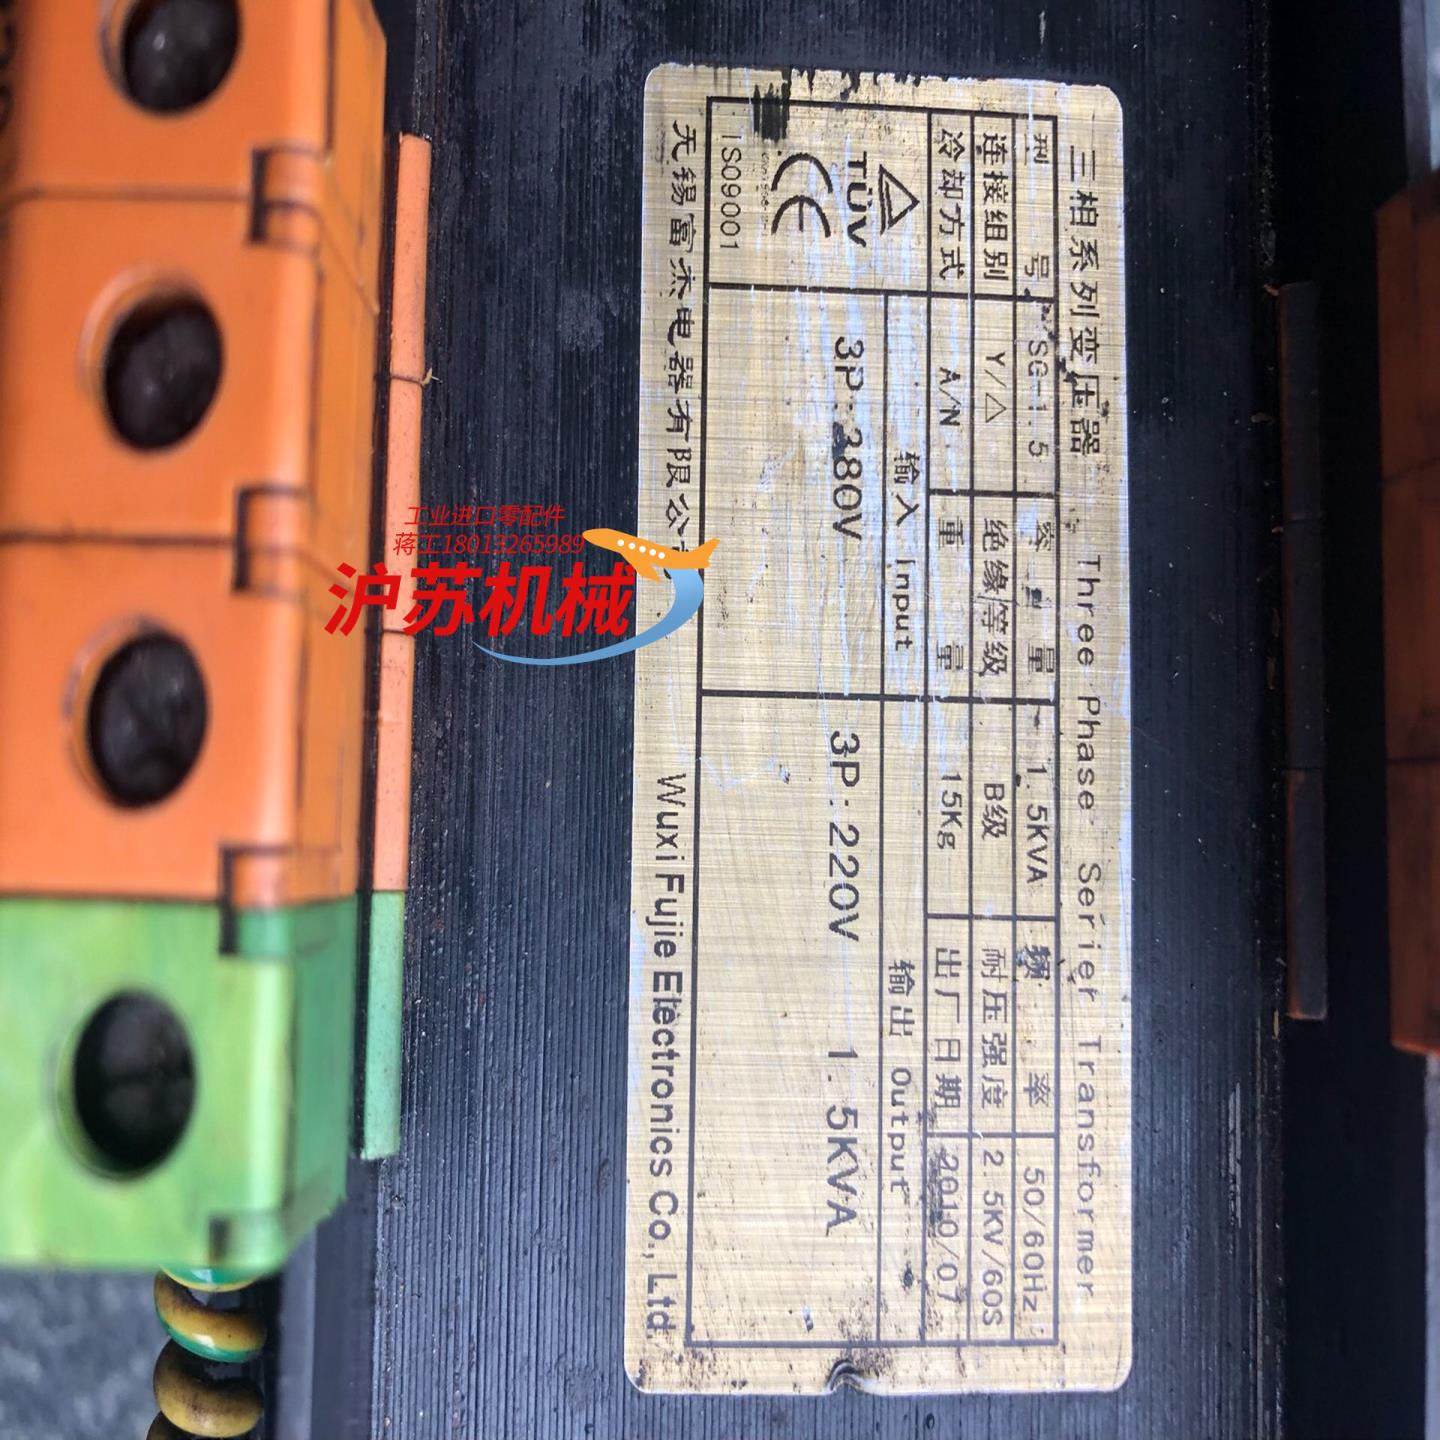 三相系列变压器 Three Phase Serier Transformer
型号 SG-1.5 容量 1.5KVA 频率 50/60Hz
连接组别 Y/△ 绝缘等级 B级 耐压强度 2.5KV/60S
冷却方式 A/N 重量 15Kg 出厂日期 2010/07
输入 input 输出 Output
TÜV
CE
ISO9001
3P:380V 3P:220V 1.5KVA
无锡富杰电器有限公 Wuxi Fujie Electronics Co., Ltd.
工业进口零配件
蒋工18013265989
沪苏机械